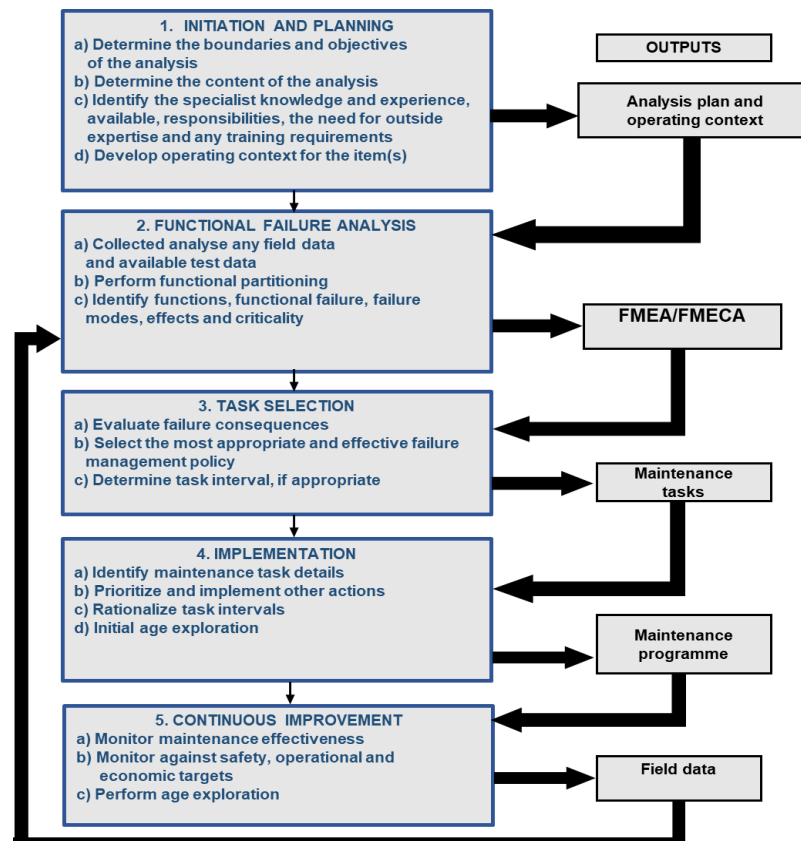 1. INITIATION AND PLANNING
a) Determine the boundaries and objectives
of the analysis
b) Determine the content of the analysis
c) Identify the specialist knowledge and experience,
available, responsibilities, the need for outside
expertise and any training requirements
d) Develop operating context for the item(s)
OUTPUTS
Analysis plan and
operating context
2. FUNCTIONAL FAILURE ANALYSIS
a) Collected analyse any field data
and available test data
b) Perform functional partitioning
c) Identify functions, functional failure, failure
modes, effects and criticality
FMEA/FMECA
3. TASK SELECTION
a) Evaluate failure consequences
b) Select the most appropriate and effective failure
management policy
c) Determine task interval, if appropriate
Maintenance
tasks
4. IMPLEMENTATION
a) Identify maintenance task details
b) Prioritize and implement other actions
c) Rationalize task intervals
d) Initial age exploration
Maintenance
programme
5. CONTINUOUS IMPROVEMENT
a) Monitor maintenance effectiveness
b) Monitor against safety, operational and
economic targets
c) Perform age exploration
Field data